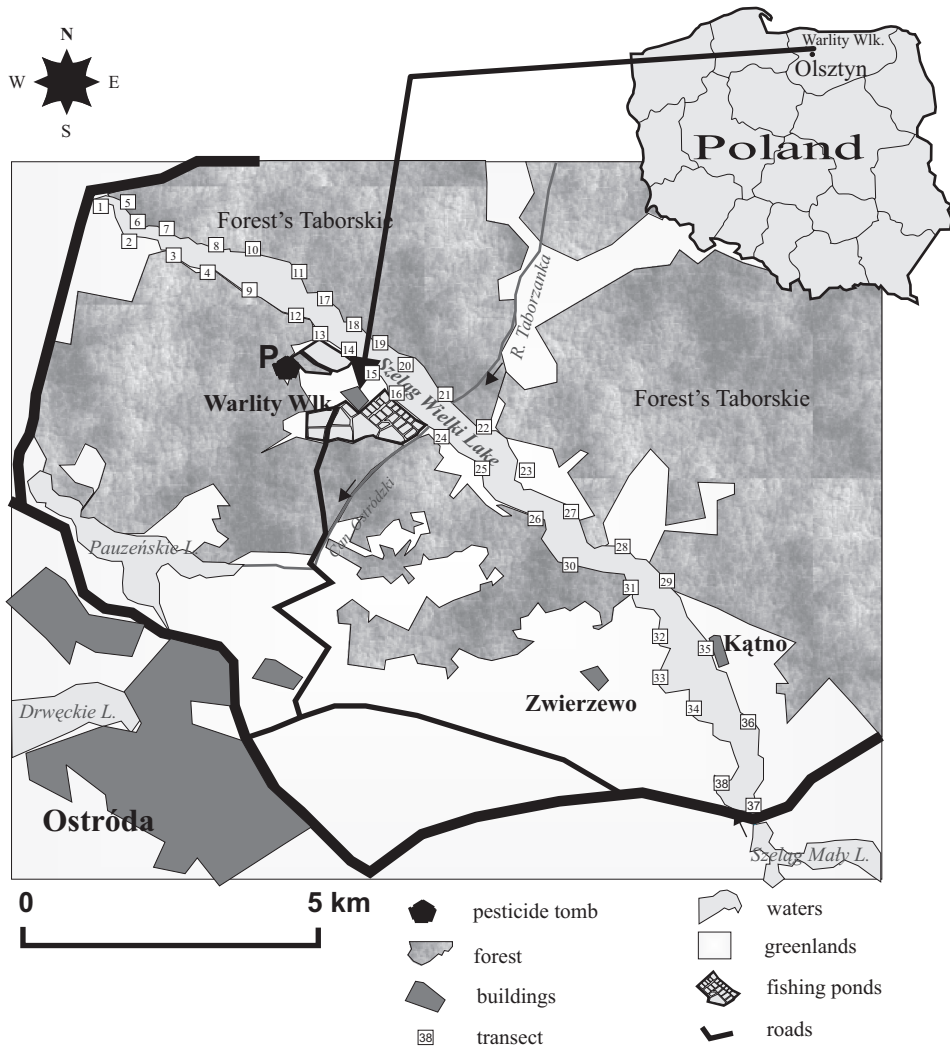 N
W E
S
Warlity Wlk.
Olsztyn
Poland
Forest's Taborskie
R. Taborzanka
Forest's Taborskie
P
Warlity Wlk.
Szeląg Wielki Lake
Can. Ostródzki
Pauzeńskie L.
Kątno
Zwierzewo
Drwęckie L.
Ostróda
Szeląg Mały L.
1
5
6
2
7
3
8
10
4
11
9
17
12
18
13
14
19
20
15
16
21
22
24
25
23
26
27
28
30
29
31
32
35
33
34
36
38
37
0 5 km
pesticide tomb
forest
buildings
38 transect
waters
greenlands
fishing ponds
roads